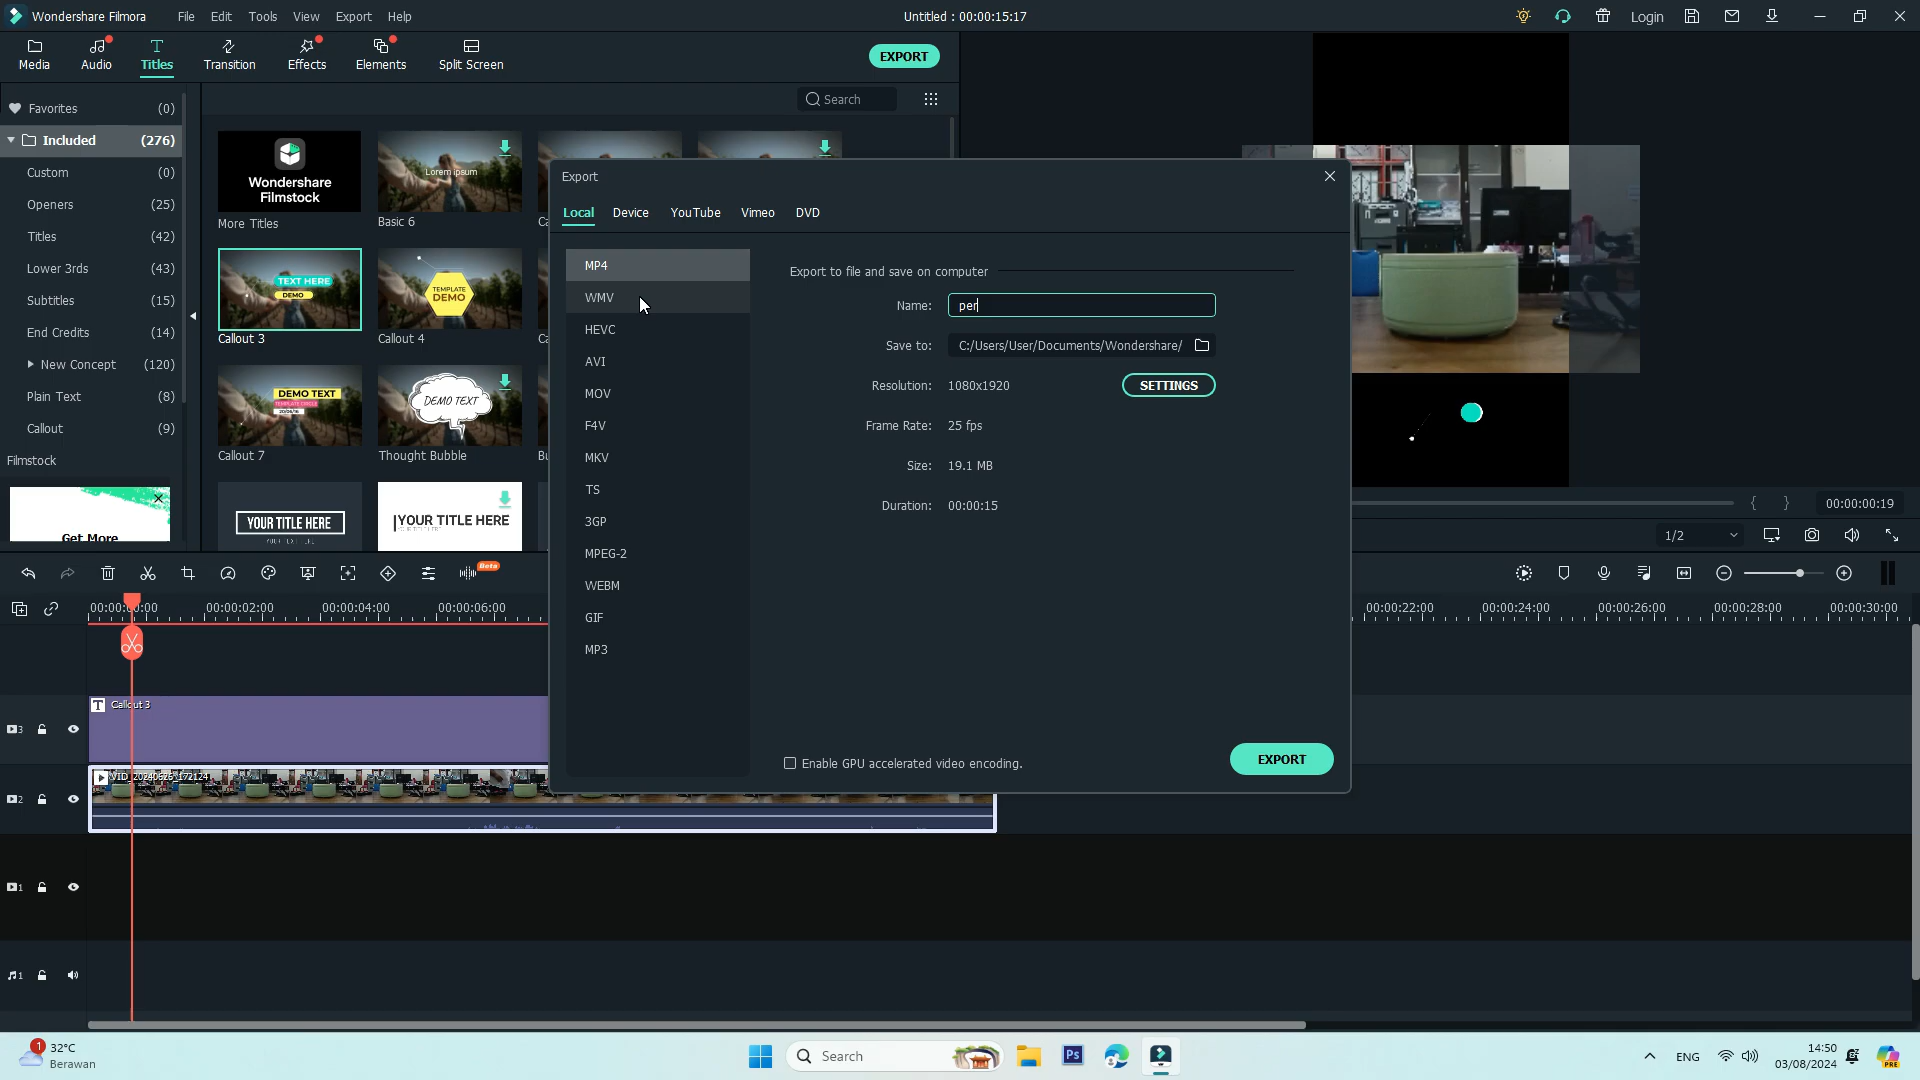 Wondershare Filmora
File Edit Tools View Export Help
Untitled : 00:00:15:17
Login
Media
Audio
Titles
Transition
Effects
Elements
Split Screen
EXPORT
Favorites (0)
Included (276)
Custom (0)
Openers (25)
Titles (42)
Lower 3rds (43)
Subtitles (15)
End Credits (14)
New Concept (120)
Plain Text (8)
Callout (9)
Filmstock
Get More
Search
Wondershare
Filmstock
More Titles
Lorem ipsum
Basic 6
TEXT HERE
DEMO
Callout 3
TEMPLATE
DEMO
Callout 4
DEMO TEXT
Callout 7
DEMO TEXT
Thought Bubble
YOUR TITLE HERE
YOUR TITLE HERE
Export
Local Device YouTube Vimeo DVD
MP4
WMV
HEVC
AVI
MOV
F4V
MKV
TS
3GP
MPEG-2
WEBM
GIF
MP3
Export to file and save on computer
Name: per
Save to: C:/Users/User/Documents/Wondershare/
Resolution: 1080x1920
SETTINGS
Frame Rate: 25 fps
Size: 19.1 MB
Duration: 00:00:15
Enable GPU accelerated video encoding.
EXPORT
00:00:00:19
1/2
Beta
00:00:02:00 00:00:04:00 00:00:06:00
00:00:22:00 00:00:24:00 00:00:26:00 00:00:28:00 00:00:30:00
3
T Callout 3
2
VID_20240626_172124
1
1
1
32°C
Berawan
Search
Ps
ENG
14:50
03/08/2024
PRE